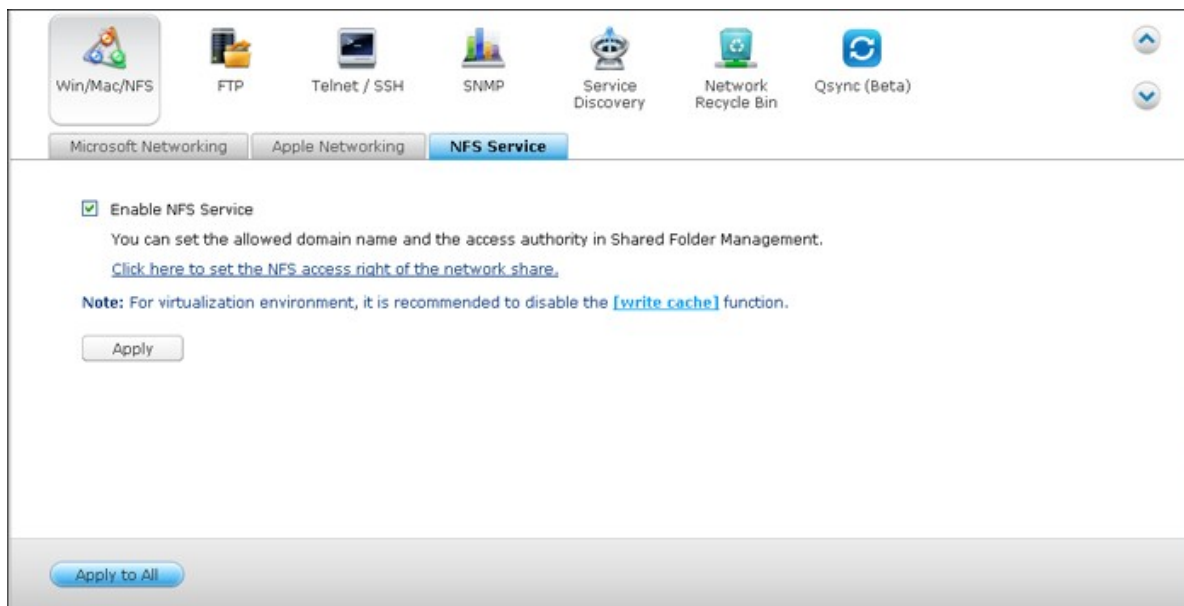 Win/Mac/NFS
FTP
Telnet / SSH
SNMP
Service
Discovery
Network
Recycle Bin
Qsync (Beta)
Microsoft Networking
Apple Networking
NFS Service
Enable NFS Service
You can set the allowed domain name and the access authority in Shared Folder Management.
Click here to set the NFS access right of the network share.
Note: For virtualization environment, it is recommended to disable the [write cache] function.
Apply
Apply to All